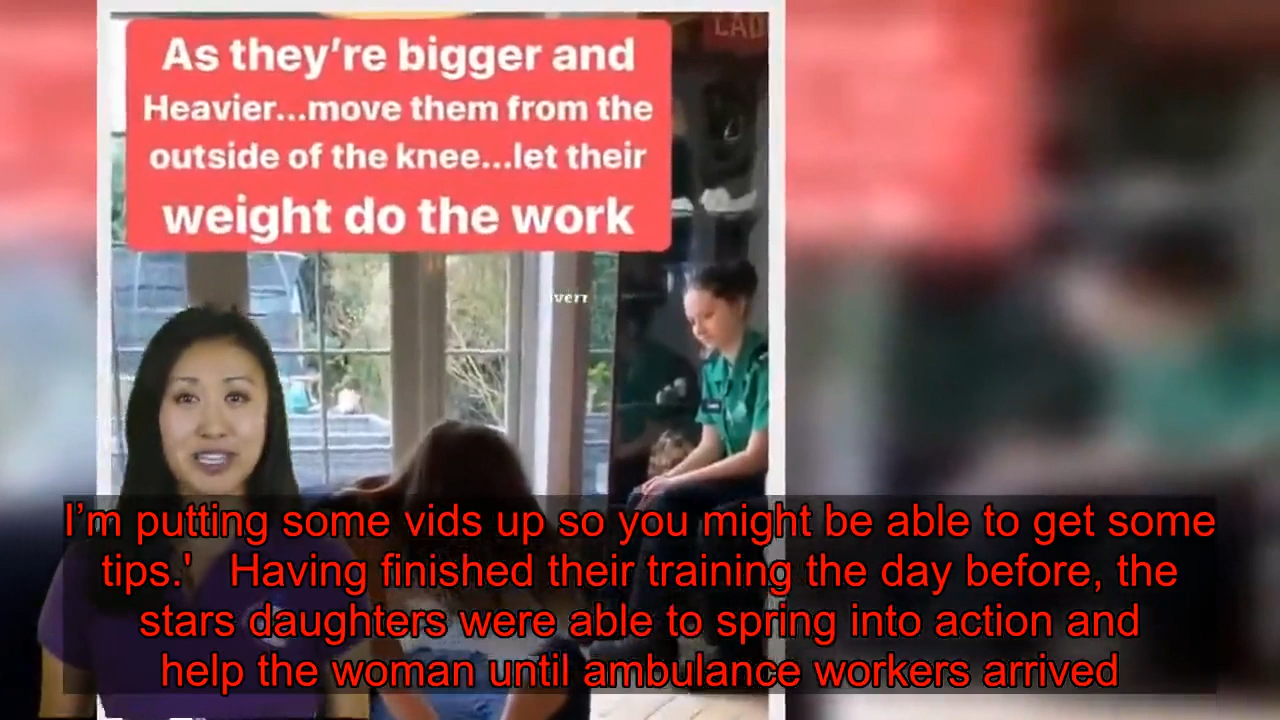 As they’re bigger and
Heavier...move them from the
outside of the knee...let their
weight do the work
I’m putting some vids up so you might be able to get some
tips.'   Having finished their training the day before, the
stars daughters were able to spring into action and
help the woman until ambulance workers arrived